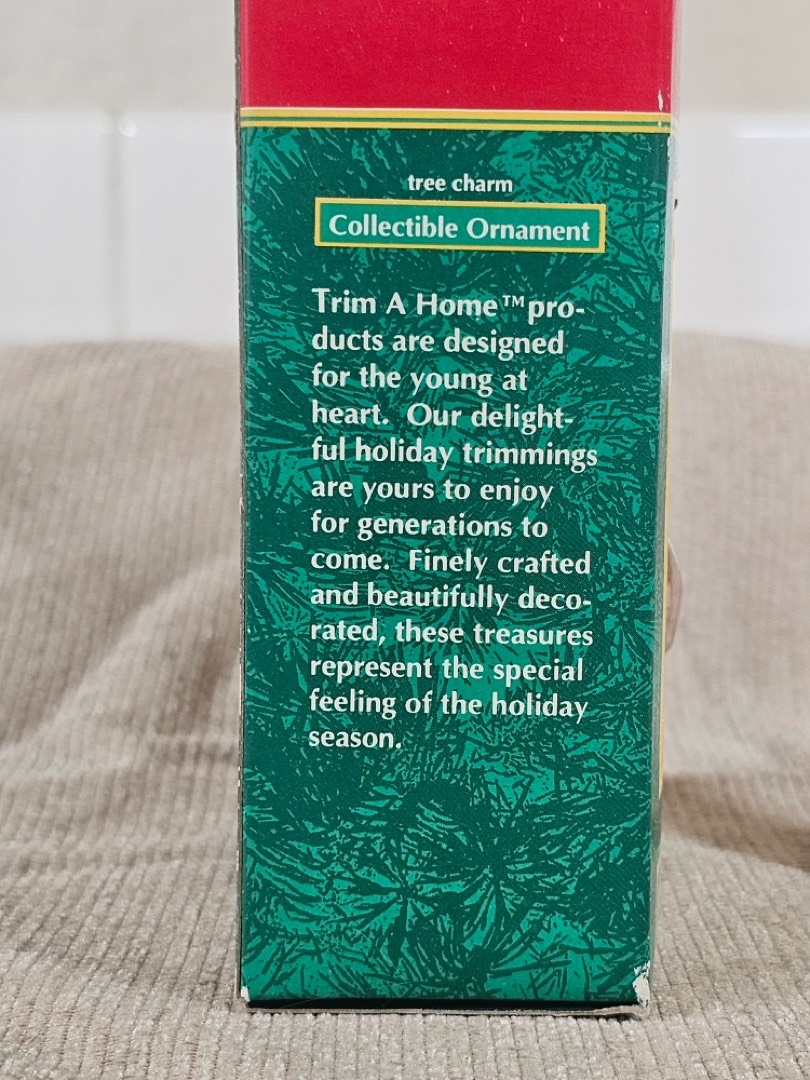 tree charm
Collectible Ornament
Trim A Home™ pro-
ducts are designed
for the young at
heart. Our delight-
ful holiday trimmings
are yours to enjoy
for generations to
come. Finely crafted
and beautifully deco-
rated, these treasures
represent the special
feeling of the holiday
season.